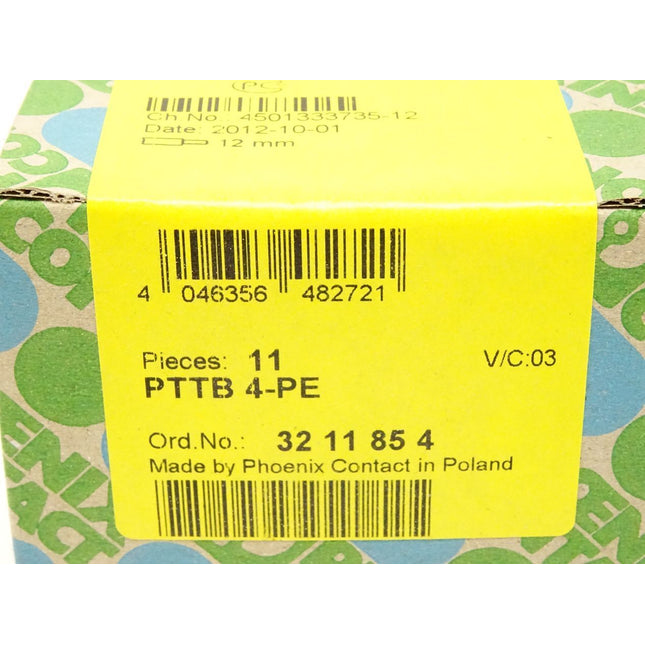 PC
Ch No.: 4501333735-12
Date: 2012-10-01
12 mm
4 046356 482721
Pieces: 11
V/C:03
PTTB 4-PE
Ord.No.: 32 11 85 4
Made by Phoenix Contact in Poland